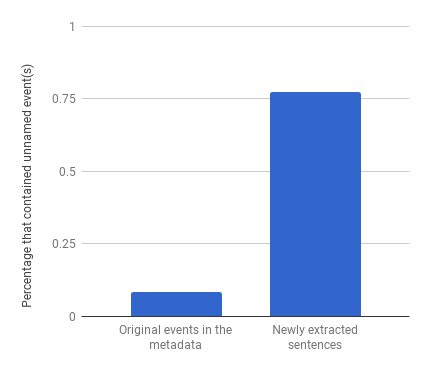 Percentage that contained unnamed event(s)
1
0.75
0.5
0.25
0
Original events in the
metadata
Newly extracted
sentences